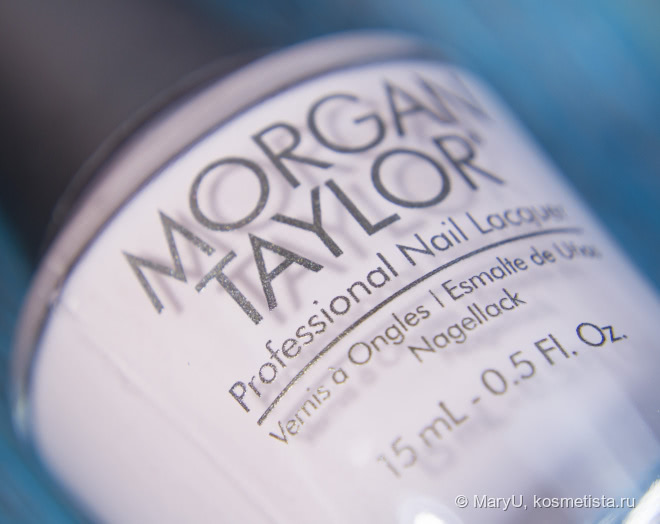 MORGAN
TAYLOR®
Professional Nail Lacquer
Vernis à Ongles | Esmalte de Uñas
Nagellack
15 mL - 0.5 Fl. Oz.
© MaryU, kosmetista.ru